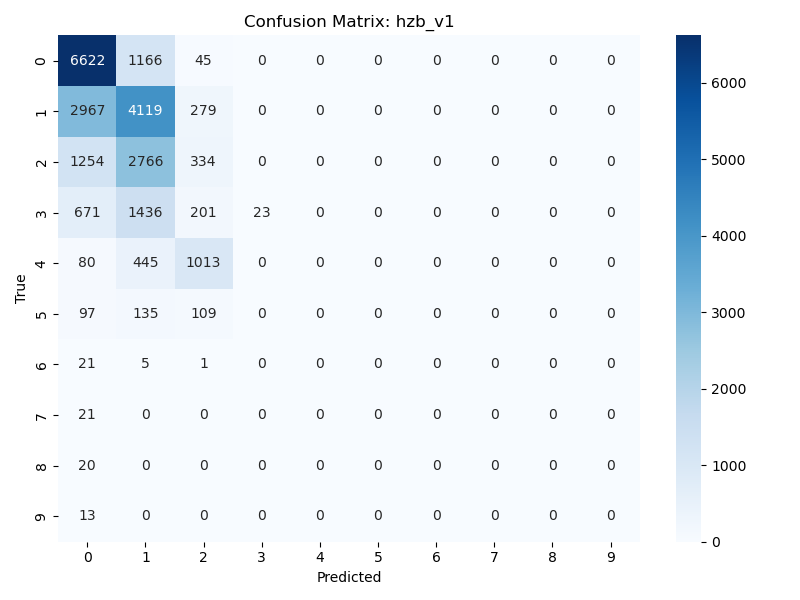 Confusion Matrix: hzb_v1
0 6622 1166 45 0 0 0 0 0 0 0
1 2967 4119 279 0 0 0 0 0 0 0
2 1254 2766 334 0 0 0 0 0 0 0
3 671 1436 201 23 0 0 0 0 0 0
4 80 445 1013 0 0 0 0 0 0 0
5 97 135 109 0 0 0 0 0 0 0
6 21 5 1 0 0 0 0 0 0 0
7 21 0 0 0 0 0 0 0 0 0
8 20 0 0 0 0 0 0 0 0 0
9 13 0 0 0 0 0 0 0 0 0
0 1 2 3 4 5 6 7 8 9
Predicted
True
6000
5000
4000
3000
2000
1000
0